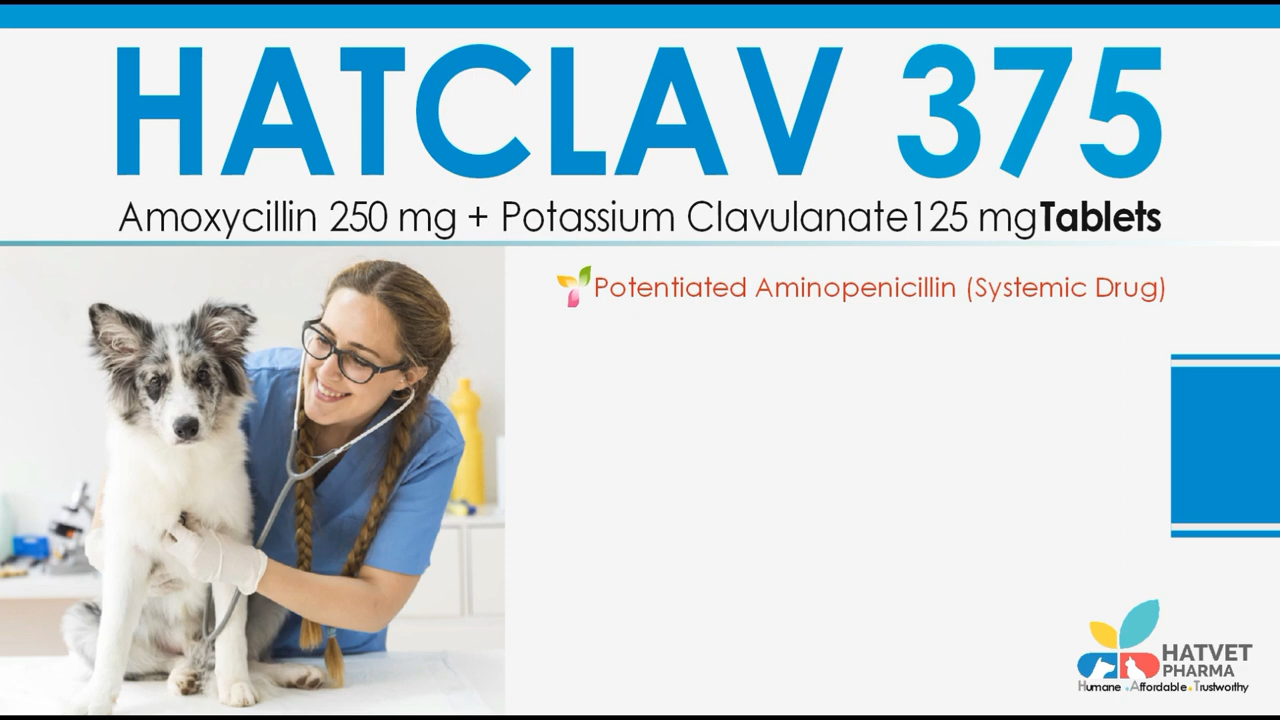 HATCLAV 375
Amoxycillin 250 mg + Potassium Clavulanate125 mgTablets
Potentiated Aminopenicillin (Systemic Drug)
HATVET
PHARMA
Humane Affordable Trustworthy